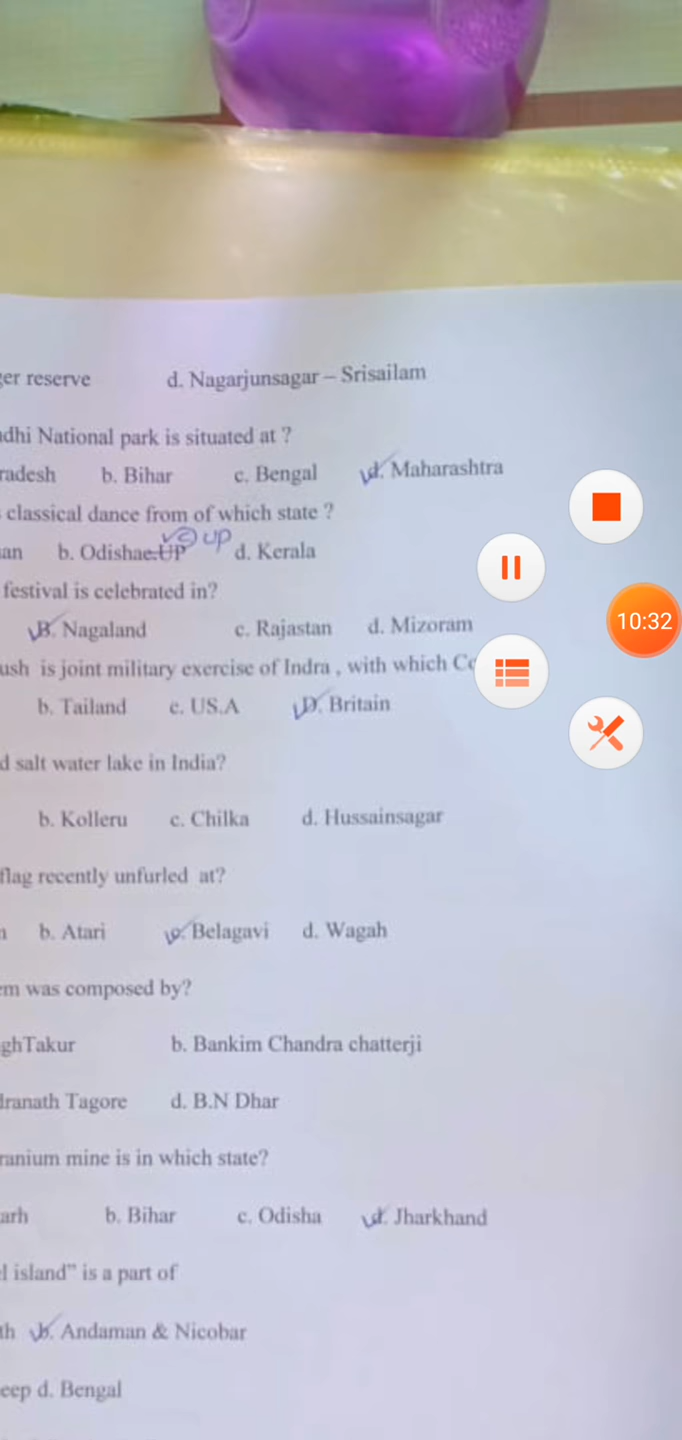 ger reserve d. Nagarjunsagar – Srisailam
adhi National park is situated at ?
radesh b. Bihar c. Bengal d. Maharashtra
classical dance from of which state ?
an b. Odisha c. UP c UP d. Kerala
festival is celebrated in?
B. Nagaland c. Rajastan d. Mizoram
ush is joint military exercise of Indra , with which Co
b. Tailand c. US.A D. Britain
d salt water lake in India?
b. Kolleru c. Chilka d. Hussainsagar
flag recently unfurled at?
b. Atari c. Belagavi d. Wagah
em was composed by?
ghTakur b. Bankim Chandra chatterji
dranath Tagore d. B.N Dhar
ranium mine is in which state?
arh b. Bihar c. Odisha d. Jharkhand
l island” is a part of
th b. Andaman & Nicobar
eep d. Bengal
10:32